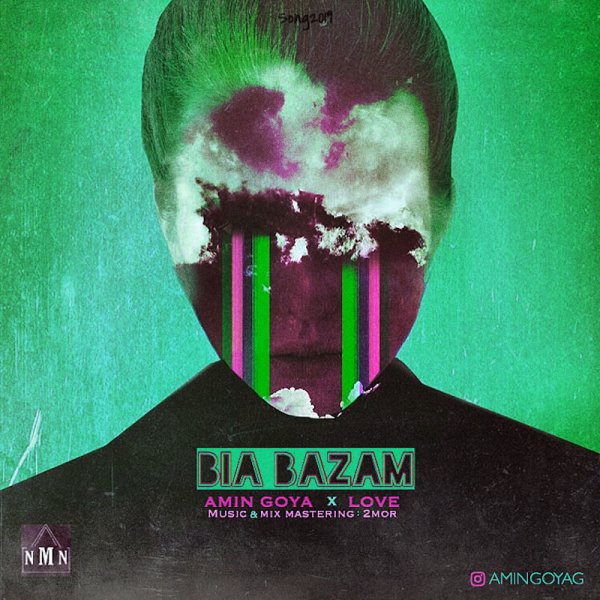 Song2019
BIA BAZAM
AMIN GOYA X LOVE
MUSIC & MIX MASTERING : 2MOR
NMN
AMINGOYAG